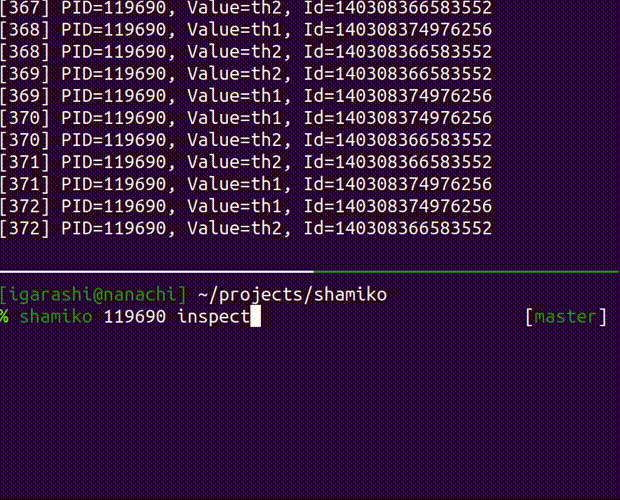 [367] PID=119690, Value=th2, Id=140308366583552
[368] PID=119690, Value=th1, Id=140308374976256
[368] PID=119690, Value=th2, Id=140308366583552
[369] PID=119690, Value=th2, Id=140308366583552
[369] PID=119690, Value=th1, Id=140308374976256
[370] PID=119690, Value=th1, Id=140308374976256
[370] PID=119690, Value=th2, Id=140308366583552
[371] PID=119690, Value=th2, Id=140308366583552
[371] PID=119690, Value=th1, Id=140308374976256
[372] PID=119690, Value=th1, Id=140308374976256
[372] PID=119690, Value=th2, Id=140308366583552
[igarashi@nanachi] ~/projects/shamiko
% shamiko 119690 inspect [master]